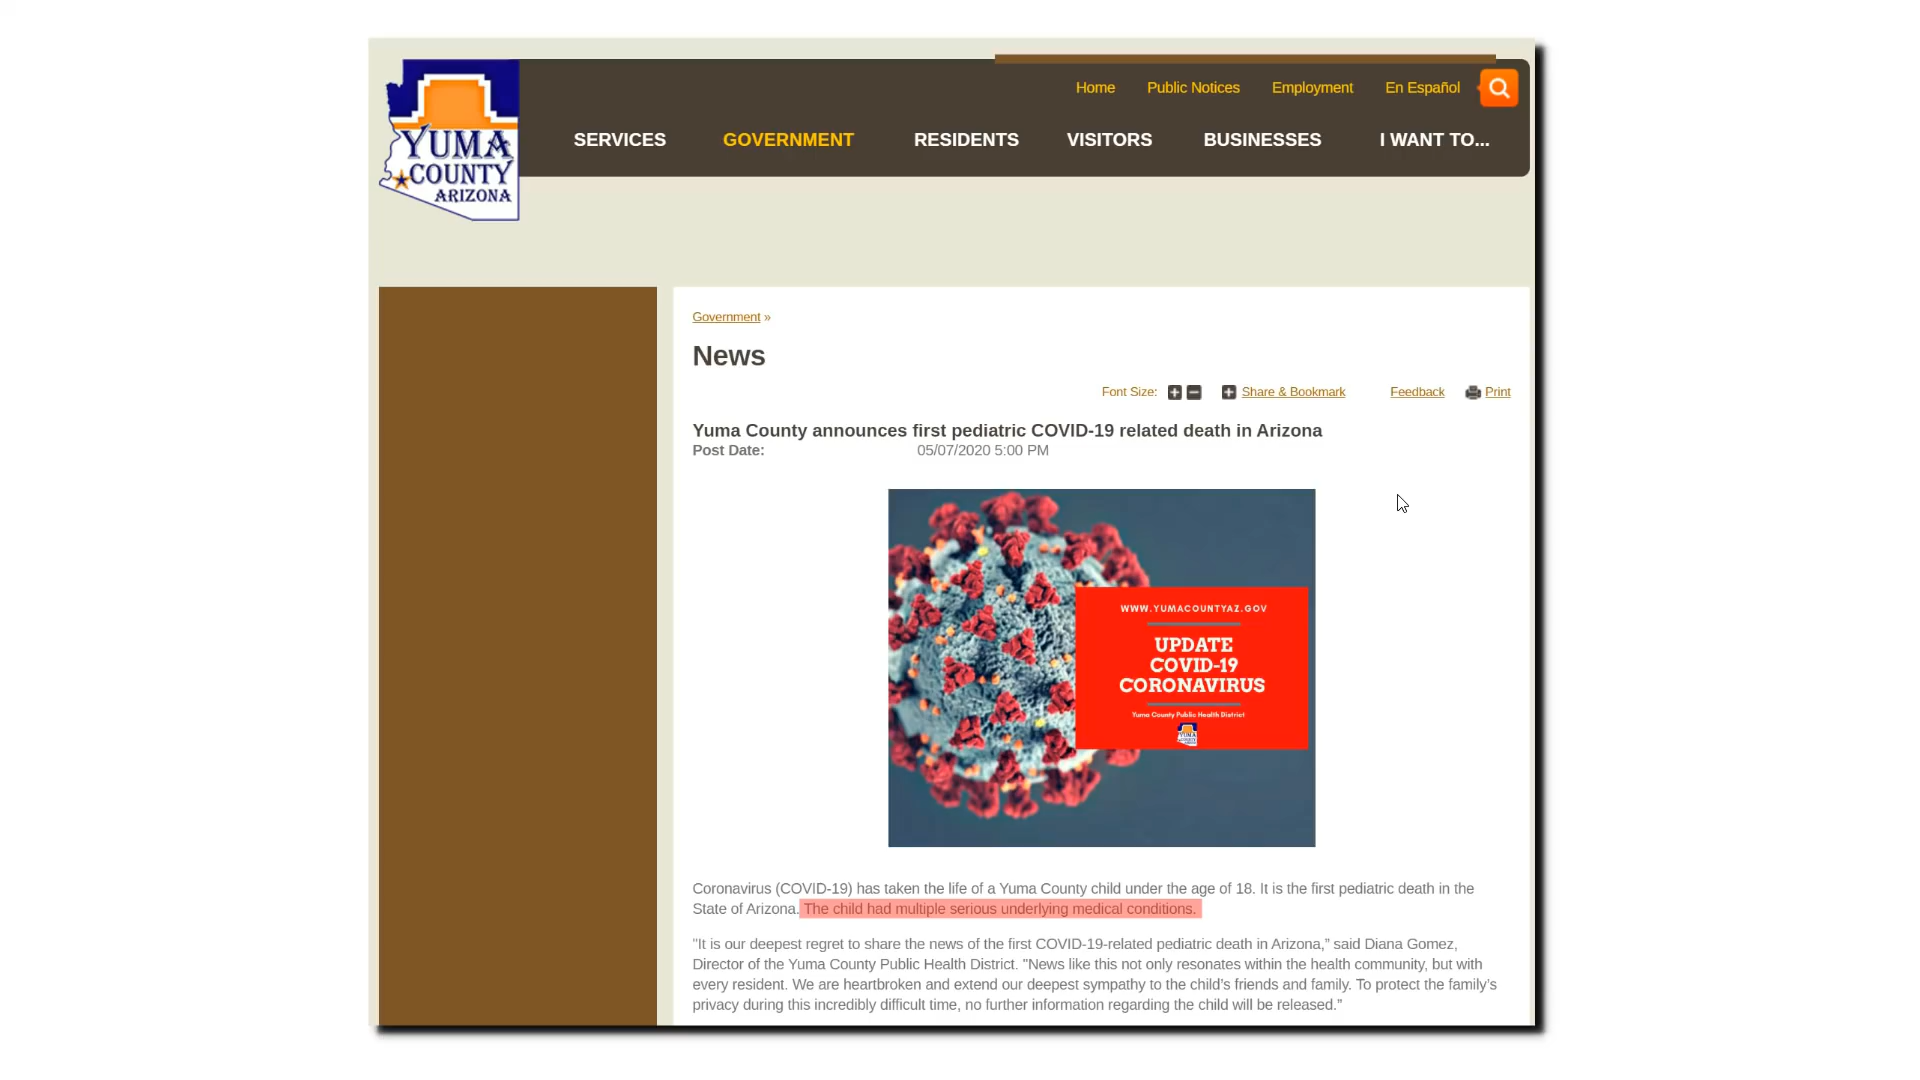 Home Public Notices Employment En Español
YUMA
COUNTY
ARIZONA
SERVICES GOVERNMENT RESIDENTS VISITORS BUSINESSES I WANT TO...
Government »
News
Font Size: Share & Bookmark Feedback Print
Yuma County announces first pediatric COVID-19 related death in Arizona
Post Date: 05/07/2020 5:00 PM
WWW.YUMACOUNTYAZ.GOV
UPDATE
COVID-19
CORONAVIRUS
Yuma County Public Health District
YUMA
Coronavirus (COVID-19) has taken the life of a Yuma County child under the age of 18. It is the first pediatric death in the
State of Arizona. The child had multiple serious underlying medical conditions.
"It is our deepest regret to share the news of the first COVID-19-related pediatric death in Arizona,” said Diana Gomez,
Director of the Yuma County Public Health District. "News like this not only resonates within the health community, but with
every resident. We are heartbroken and extend our deepest sympathy to the child’s friends and family. To protect the family’s
privacy during this incredibly difficult time, no further information regarding the child will be released.”